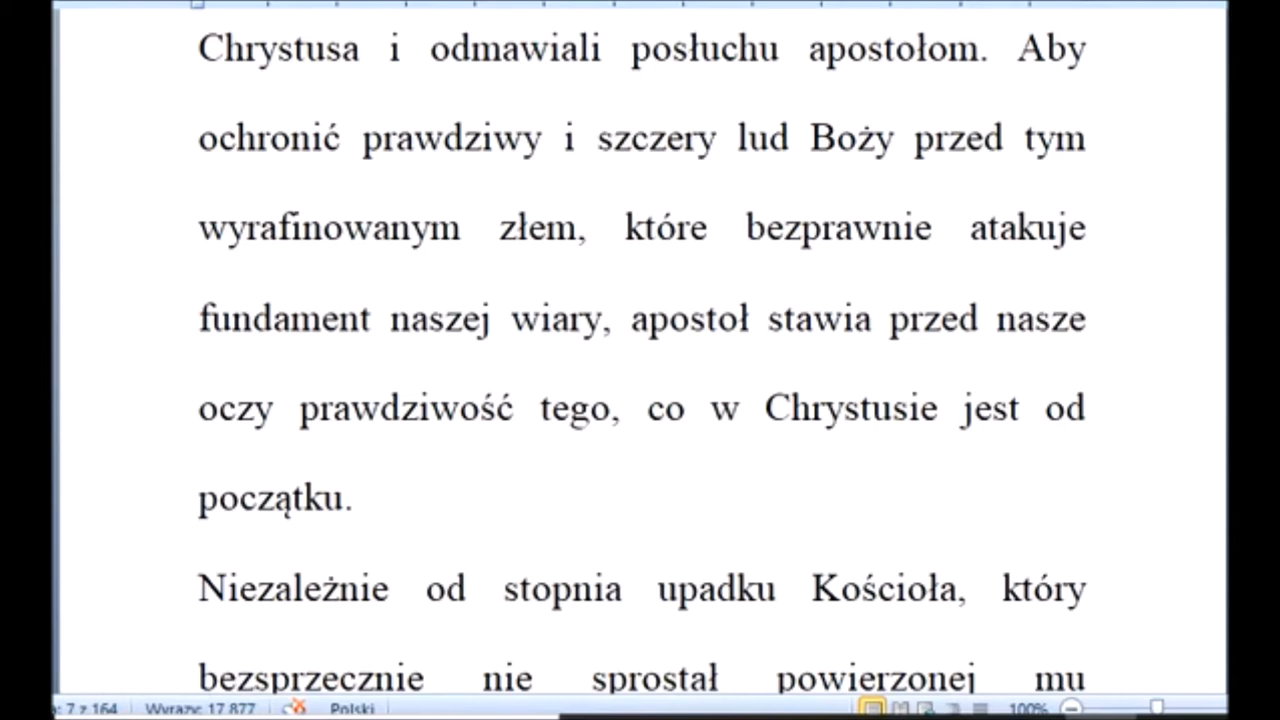 Chrystusa i odmawiali posłuchu apostołom. Aby
ochronić prawdziwy i szczery lud Boży przed tym
wyrafinowanym złem, które bezprawnie atakuje
fundament naszej wiary, apostoł stawia przed nasze
oczy prawdziwość tego, co w Chrystusie jest od
początku.
Niezależnie od stopnia upadku Kościoła, który
bezsprzecznie nie sprostał powierzonej mu
: 7 z 164 Wyrazy: 17 877 Polski 100%